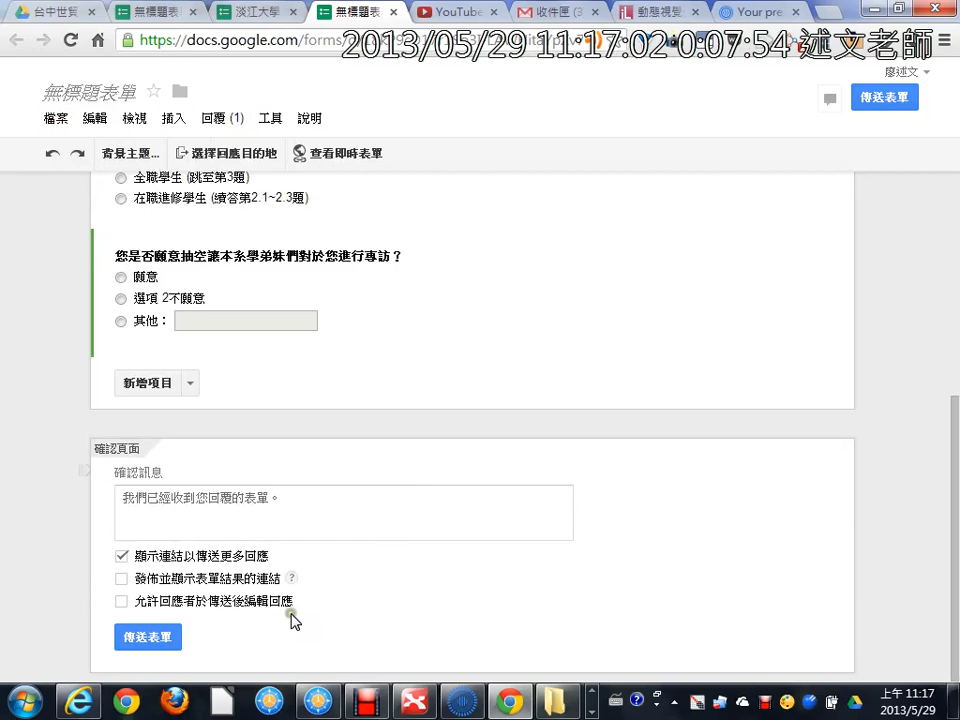 台中世貿
無標題表
淡江大學
無標題表
YouTube
收件匣 (3
動態視受
Your pre
https://docs.google.com/forms/
2013/05/29 11:17:02 0:07:54 述文老師
廖述文
無標題表單
傳送表單
檔案 編輯 檢視 插入 回覆 (1) 工具 說明
背景主題... 選擇回應目的地 查看即時表單
全職學生 (跳至第3題)
在職進修學生 (續答第2.1~2.3題)
您是否願意抽空讓本系學弟妹們對於您進行專訪？
願意
選項 2不願意
其他：
新增項目
確認頁面
確認訊息
我們已經收到您回覆的表單。
顯示連結以傳送更多回應
發佈並顯示表單結果的連結 ?
允許回應者於傳送後編輯回應
傳送表單
上午 11:17
2013/5/29